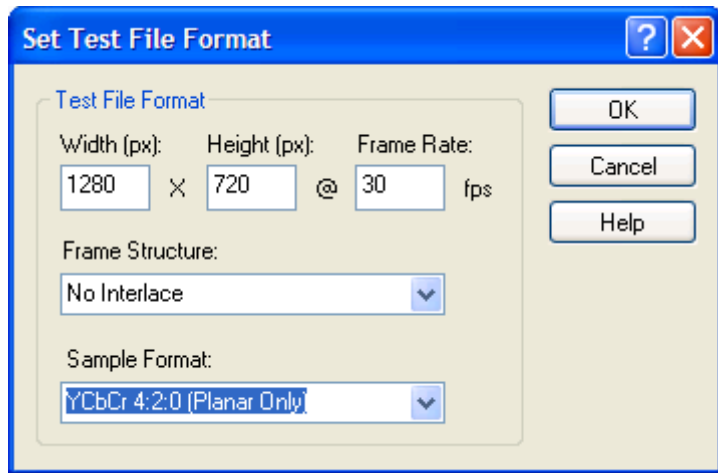 Set Test File Format
?
Test File Format
Width (px): Height (px): Frame Rate:
1280 X 720 @ 30 fps
Frame Structure:
No Interlace
Sample Format:
YCbCr 4:2:0 (Planar Only)
OK
Cancel
Help